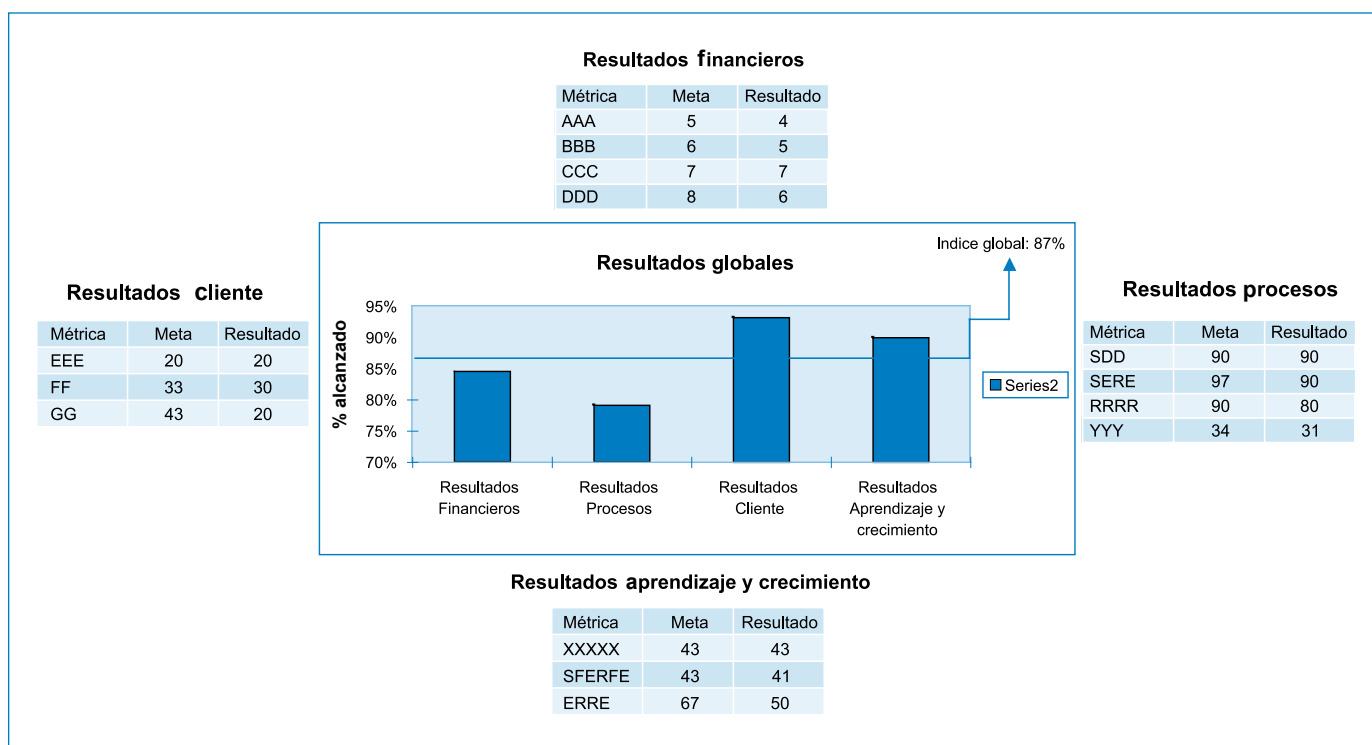 Resultados financieros
Métrica Meta Resultado
AAA 5 4
BBB 6 5
CCC 7 7
DDD 8 6
Resultados cliente
Métrica Meta Resultado
EEE 20 20
FF 33 30
GG 43 20
Resultados globales
Indice global: 87%
% alcanzado
95%
90%
85%
80%
75%
70%
Resultados Financieros
Resultados Procesos
Resultados Cliente
Resultados Aprendizaje y crecimiento
Series2
Resultados procesos
Métrica Meta Resultado
SDD 90 90
SERE 97 90
RRRR 90 80
YYY 34 31
Resultados aprendizaje y crecimiento
Métrica Meta Resultado
XXXXX 43 43
SFERFE 43 41
ERRE 67 50